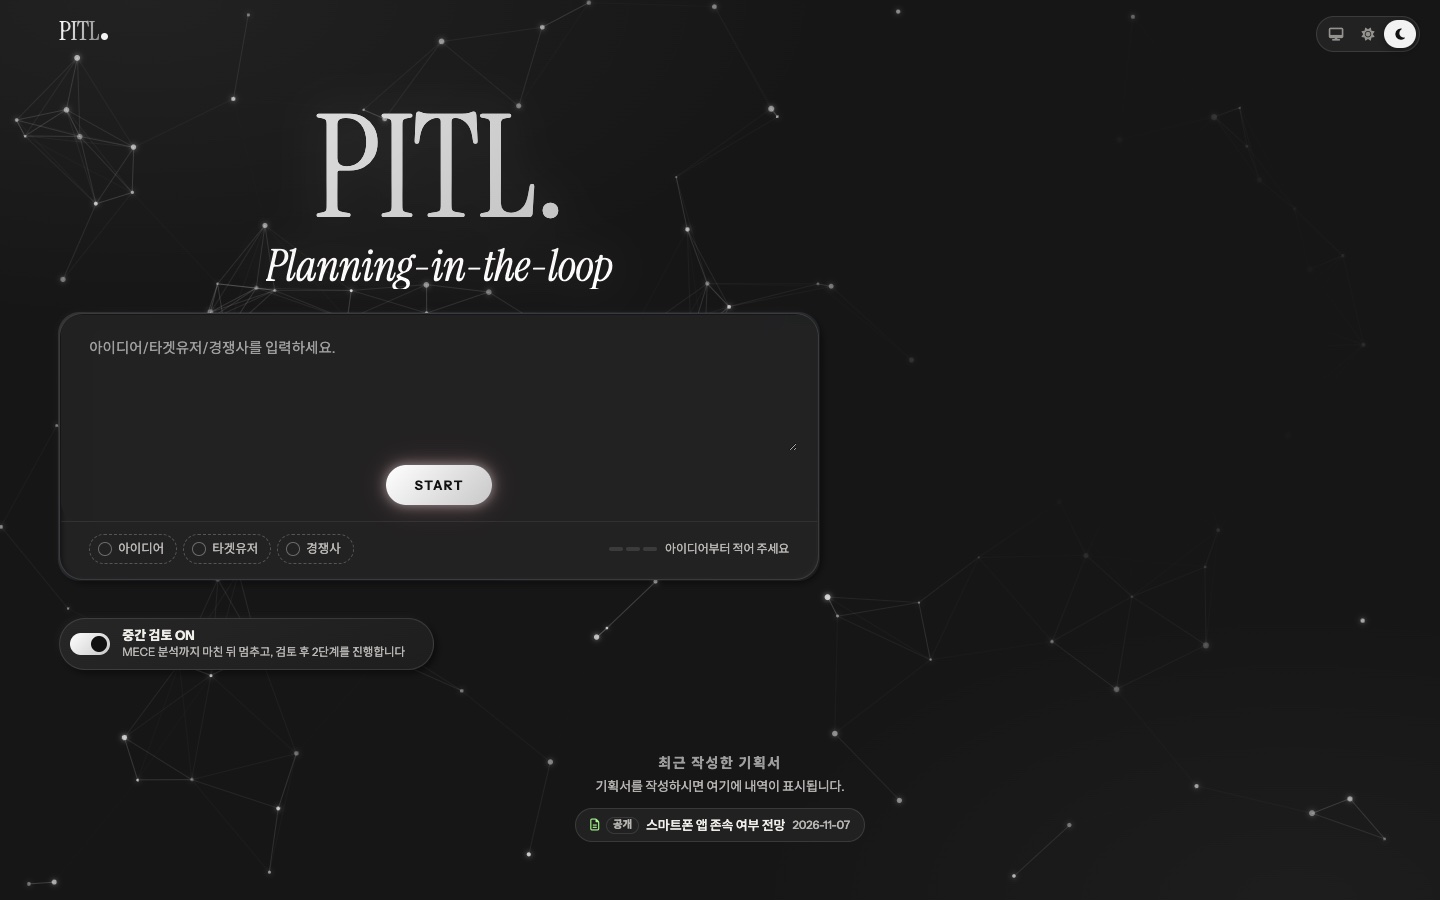 PITL.
PITL.
Planning-in-the-loop
아이디어/타겟유저/경쟁사를 입력하세요.
START
아이디어 타겟유저 경쟁사 아이디어부터 적어 주세요
중간 검토 ON
MECE 분석까지 마친 뒤 멈추고, 검토 후 2단계를 진행합니다
최근 작성한 기획서
기획서를 작성하시면 여기에 내역이 표시됩니다.
공개 스마트폰 앱 존속 여부 전망 2026-11-07